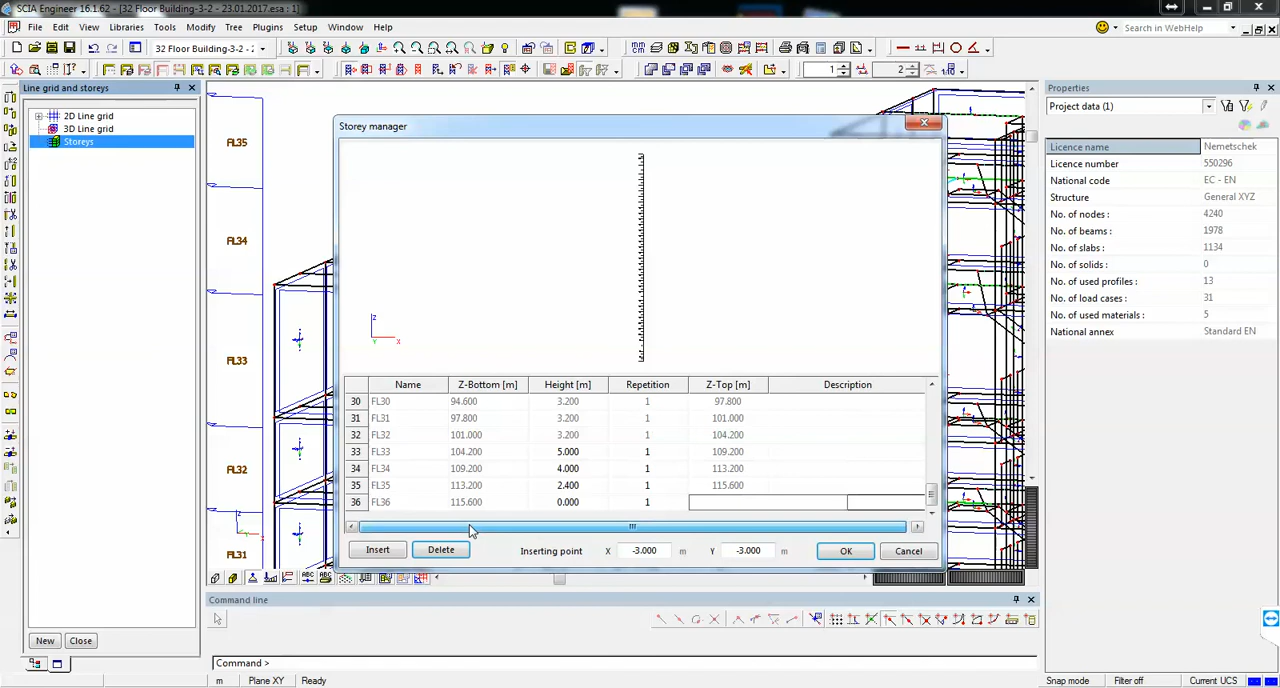 SCIA Engineer 16.1.62 - [32 Floor Building-3-2 - 23.01.2017.esa : 1]
File Edit View Libraries Tools Modify Tree Plugins Setup Window Help
Search in WebHelp
32 Floor Building-3-2 -
1 2
Line grid and storeys
2D Line grid
3D Line grid
Storeys
New Close
FL35
FL34
FL33
FL32
FL31
Storey manager
Z
Y X
Name Z-Bottom [m] Height [m] Repetition Z-Top [m] Description
30 FL30 94.600 3.200 1 97.800
31 FL31 97.800 3.200 1 101.000
32 FL32 101.000 3.200 1 104.200
33 FL33 104.200 5.000 1 109.200
34 FL34 109.200 4.000 1 113.200
35 FL35 113.200 2.400 1 115.600
36 FL36 115.600 0.000 1
Insert Delete Inserting point X -3.000 m Y -3.000 m OK Cancel
Properties
Project data (1)
Licence name Nemetschek
Licence number 550296
National code EC - EN
Structure General XYZ
No. of nodes: 4240
No. of beams: 1978
No. of slabs: 1134
No. of solids: 0
No. of used profiles: 13
No. of load cases: 31
No. of used materials: 5
National annex Standard EN
Command line
Command >
m Plane XY Ready Snap mode Filter off Current UCS